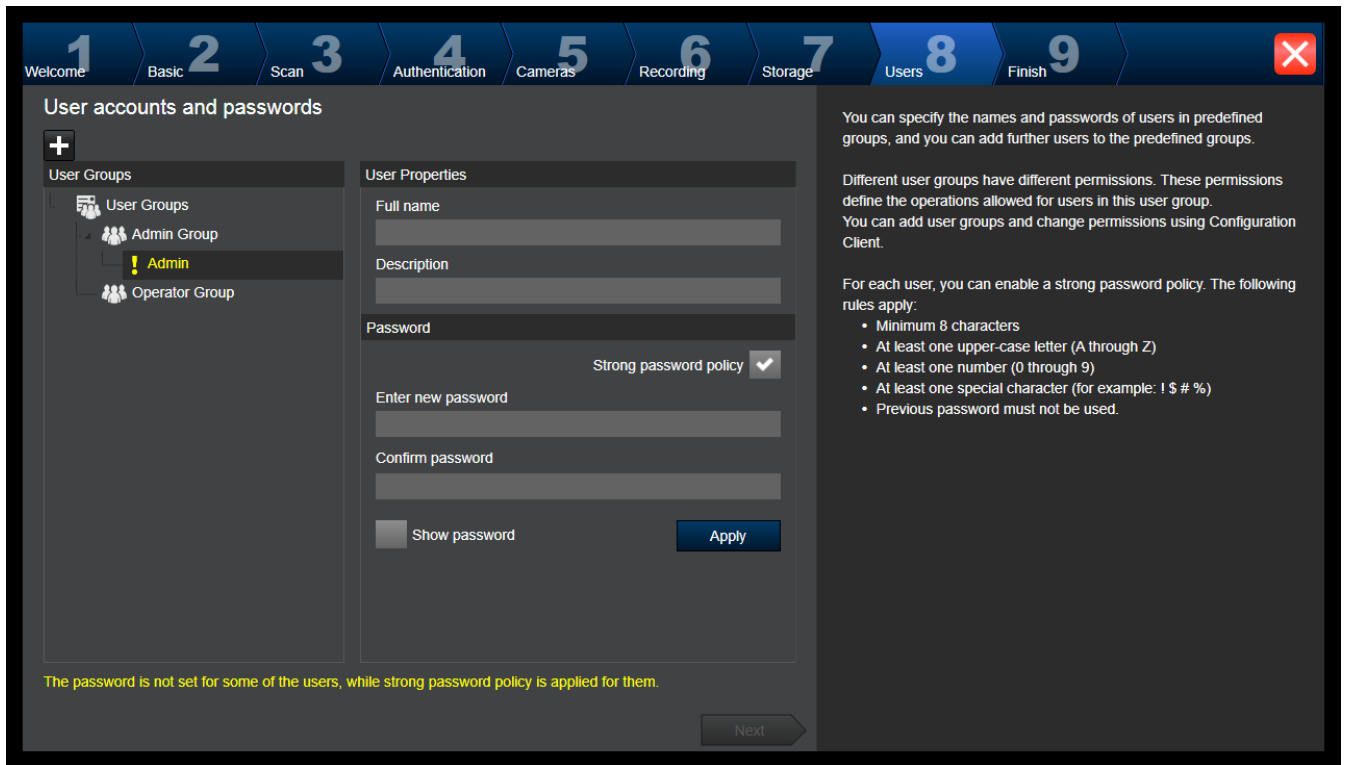 1 Welcome
2 Basic
3 Scan
4 Authentication
5 Cameras
6 Recording
7 Storage
8 Users
9 Finish
User accounts and passwords
User Groups
User Groups
Admin Group
! Admin
Operator Group
User Properties
Full name
Description
Password
Strong password policy
Enter new password
Confirm password
Show password
Apply
The password is not set for some of the users, while strong password policy is applied for them.
Next
You can specify the names and passwords of users in predefined
groups, and you can add further users to the predefined groups.
Different user groups have different permissions. These permissions
define the operations allowed for users in this user group.
You can add user groups and change permissions using Configuration
Client.
For each user, you can enable a strong password policy. The following
rules apply:
• Minimum 8 characters
• At least one upper-case letter (A through Z)
• At least one number (0 through 9)
• At least one special character (for example: ! $ # %)
• Previous password must not be used.